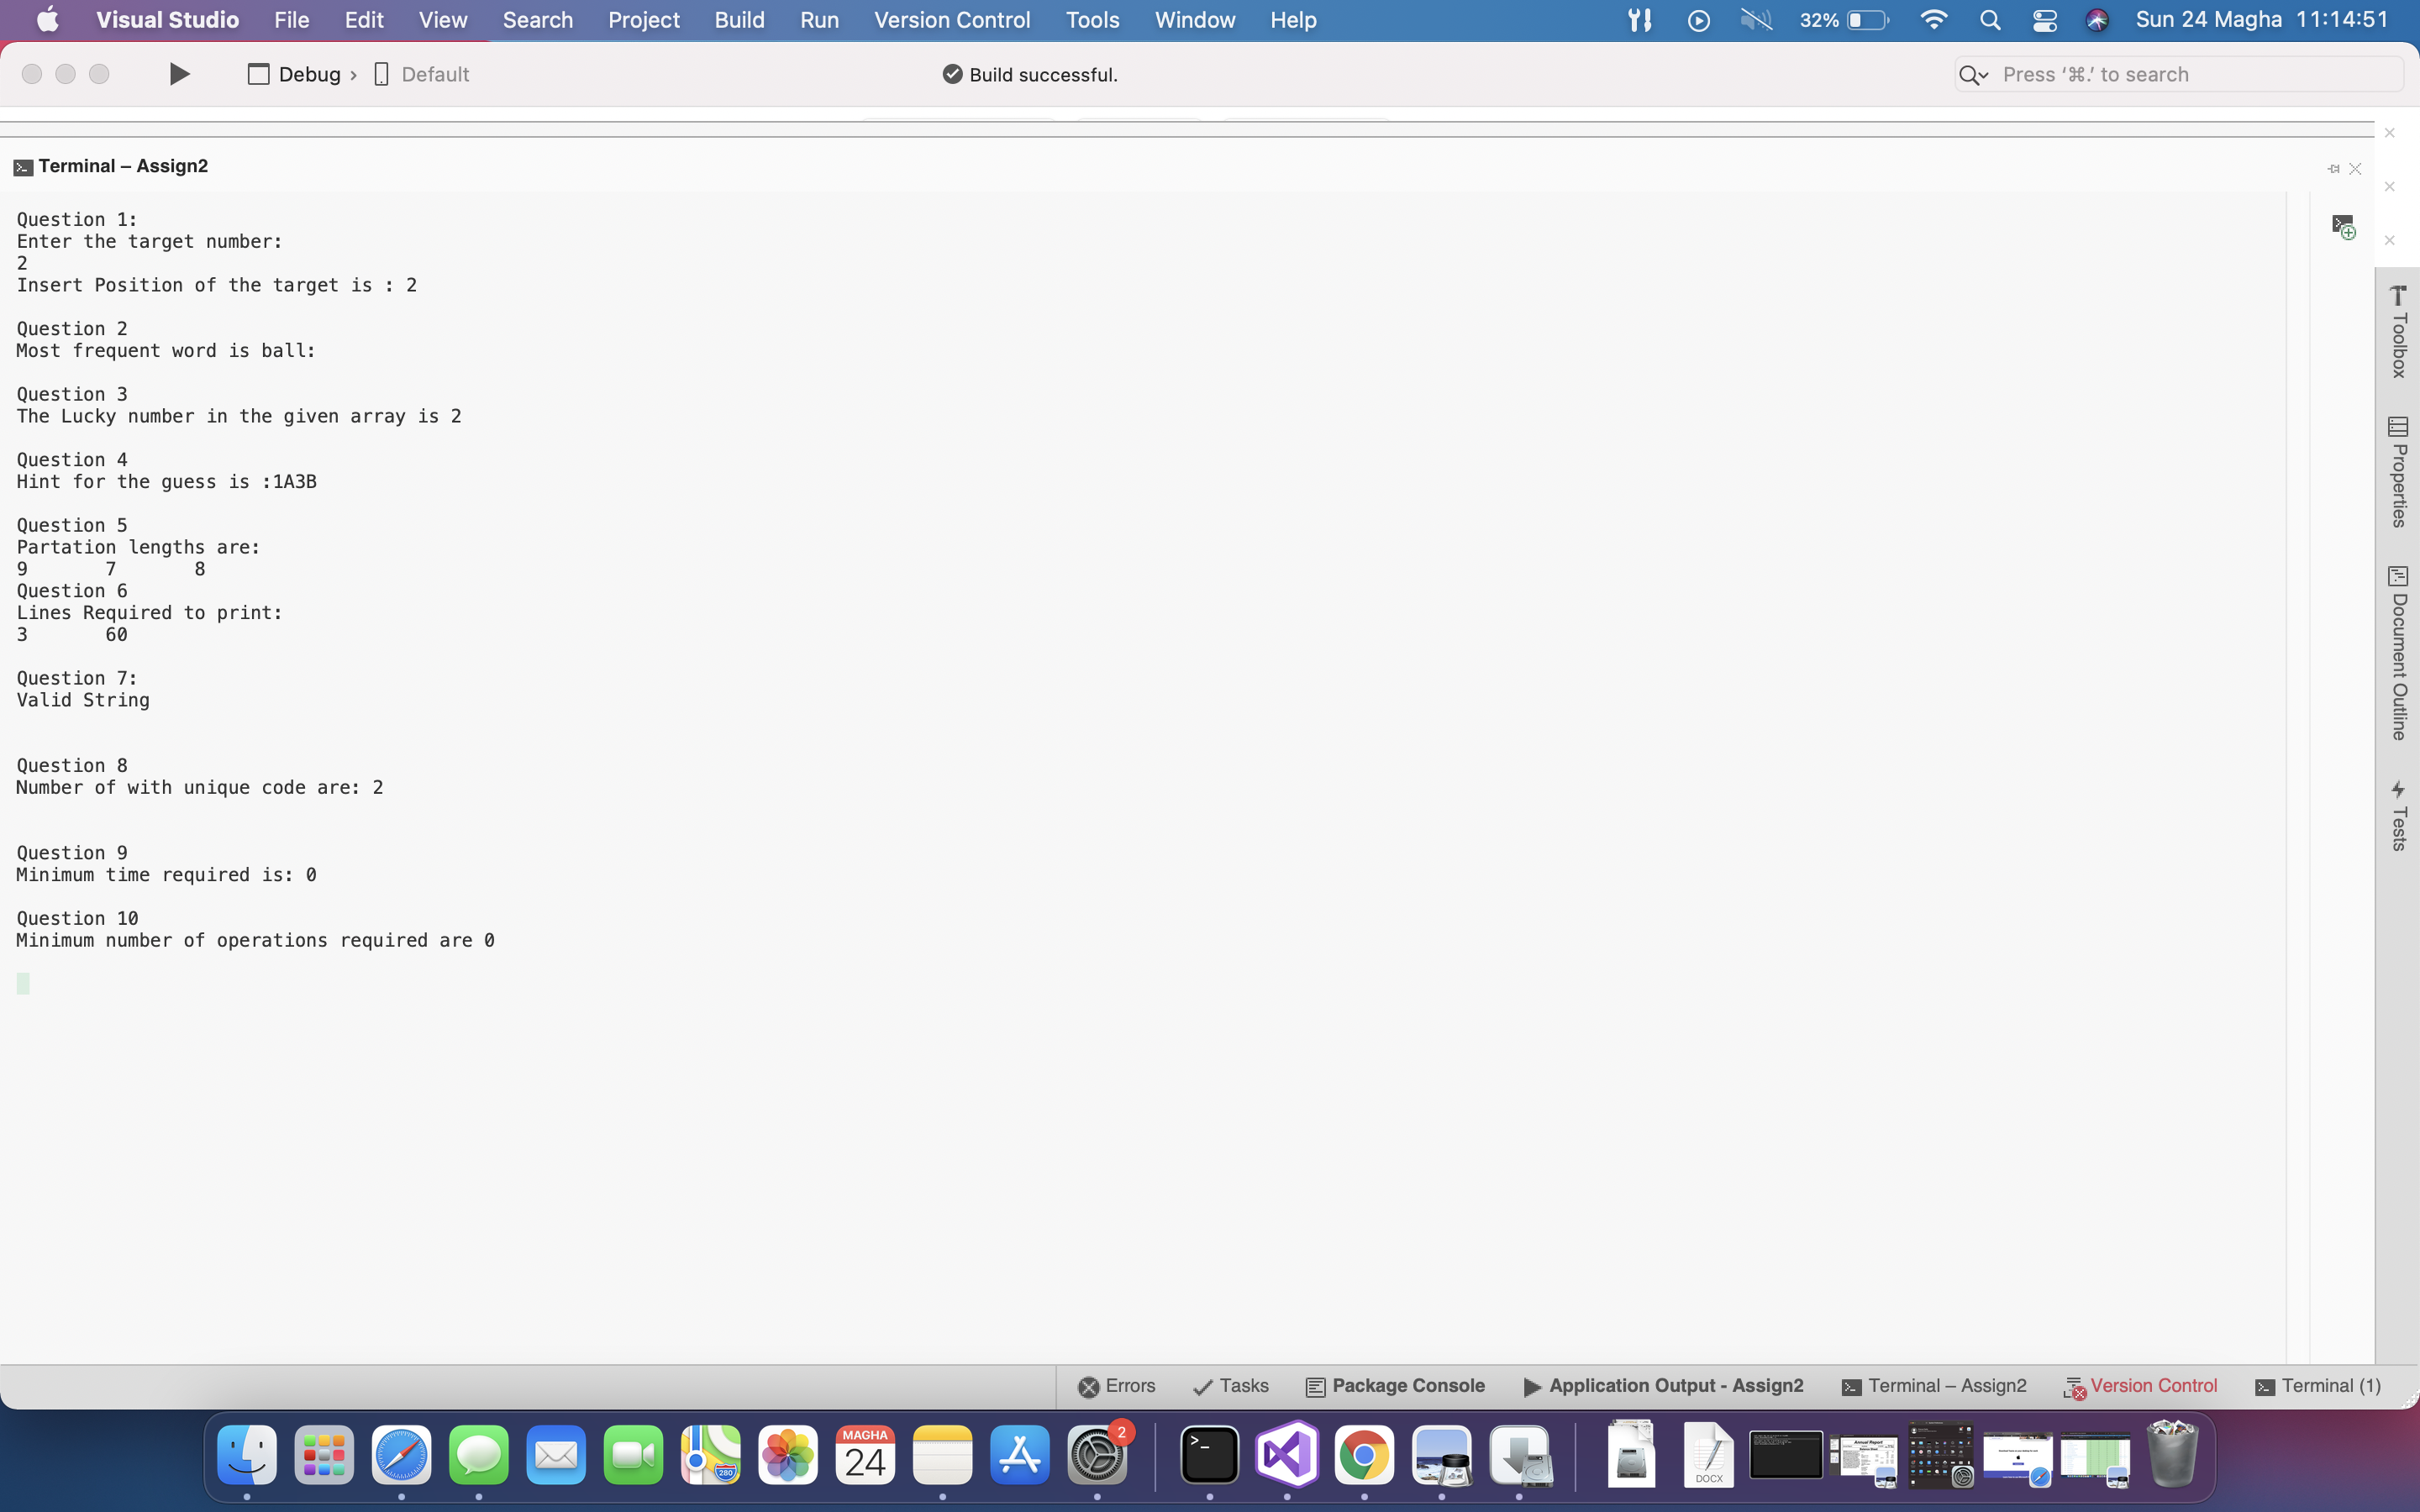 Visual Studio File Edit View Search Project Build Run Version Control Tools Window Help 32% Sun 24 Magha 11:14:51
Debug › Default Build successful. Press ‘⌘.’ to search
Terminal – Assign2
Question 1:
Enter the target number:
2
Insert Position of the target is : 2
Question 2
Most frequent word is ball:
Question 3
The Lucky number in the given array is 2
Question 4
Hint for the guess is :1A3B
Question 5
Partation lengths are:
9 7 8
Question 6
Lines Required to print:
3 60
Question 7:
Valid String
Question 8
Number of with unique code are: 2
Question 9
Minimum time required is: 0
Question 10
Minimum number of operations required are 0
Toolbox
Properties
Document Outline
Tests
Errors Tasks Package Console Application Output - Assign2 Terminal – Assign2 Version Control Terminal (1)
MAGHA
24
280
2
>_
DOCX